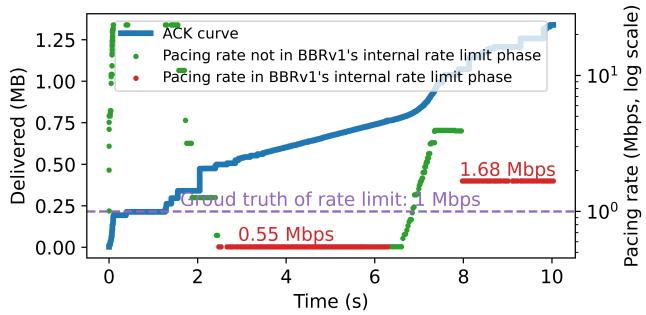 ACK curve
Pacing rate not in BBRv1's internal rate limit phase
Pacing rate in BBRv1's internal rate limit phase
1.25
1.00
0.75
0.50
0.25
0.00
Delivered (MB)
10¹
10⁰
Pacing rate (Mbps, log scale)
1.68 Mbps
Groud truth of rate limit: 1 Mbps
0.55 Mbps
0 2 4 6 8 10
Time (s)